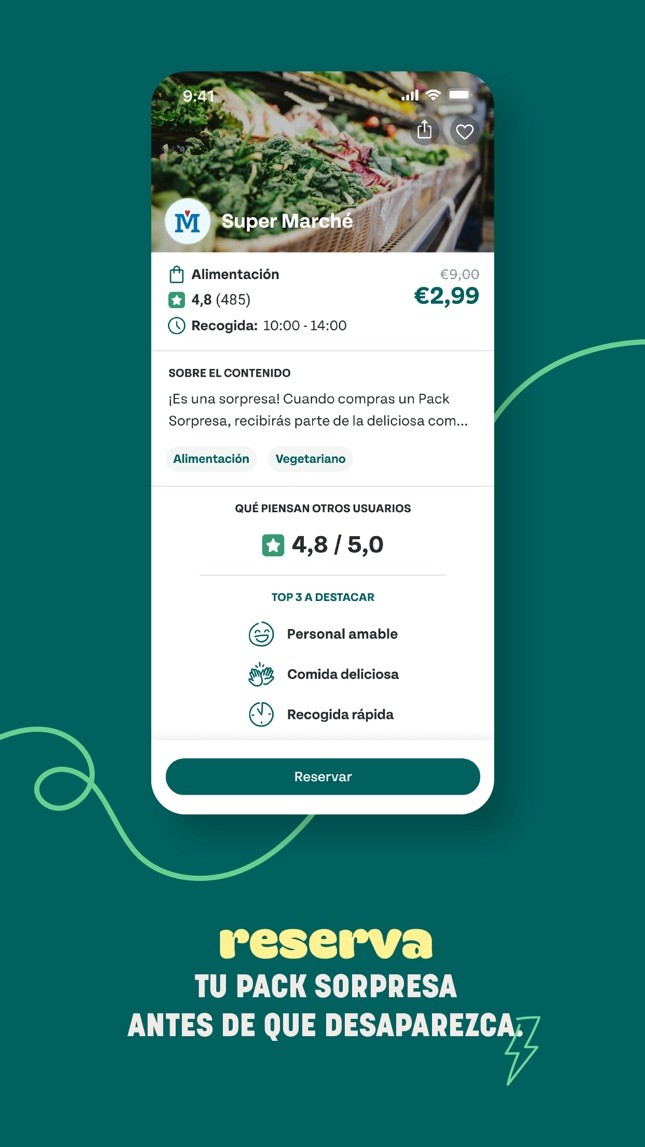 9:41
M
Super Marché
Alimentación
€9,00
4,8 (485)
€2,99
Recogida: 10:00 - 14:00
SOBRE EL CONTENIDO
¡Es una sorpresa! Cuando compras un Pack
Sorpresa, recibirás parte de la deliciosa com...
Alimentación Vegetariano
QUÉ PIENSAN OTROS USUARIOS
4,8 / 5,0
TOP 3 A DESTACAR
Personal amable
Comida deliciosa
Recogida rápida
Reservar
reserva
TU PACK SORPRESA
ANTES DE QUE DESAPAREZCA.